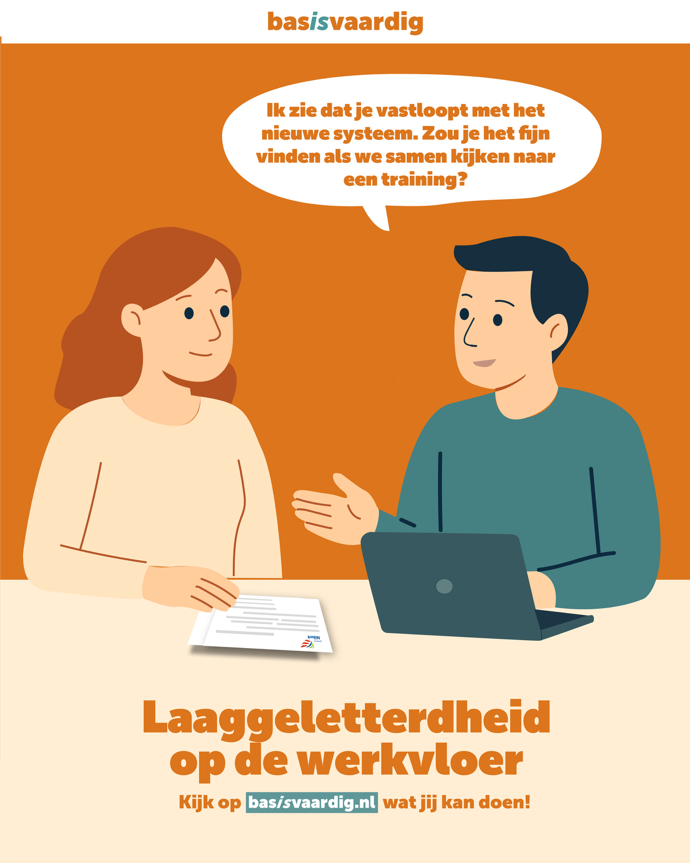 basisvaardig
Ik zie dat je vastloopt met het
nieuwe systeem. Zou je het fijn
vinden als we samen kijken naar
een training?
Laaggeletterdheid
op de werkvloer
Kijk op basisvaardig.nl wat jij kan doen!